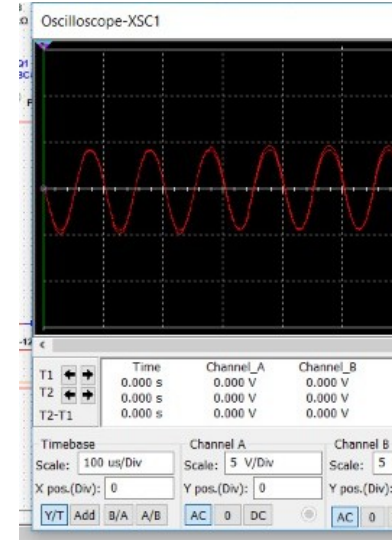 Oscilloscope-XSC1
Time Channel_A Channel_B
T1 0.000 s 0.000 V 0.000 V
T2 0.000 s 0.000 V 0.000 V
T2-T1 0.000 s 0.000 V 0.000 V
Timebase Channel A Channel B
Scale: 100 us/Div Scale: 5 V/Div Scale: 5
X pos.(Div): 0 Y pos.(Div): 0 Y pos.(Div):
Y/T Add B/A A/B AC 0 DC AC 0